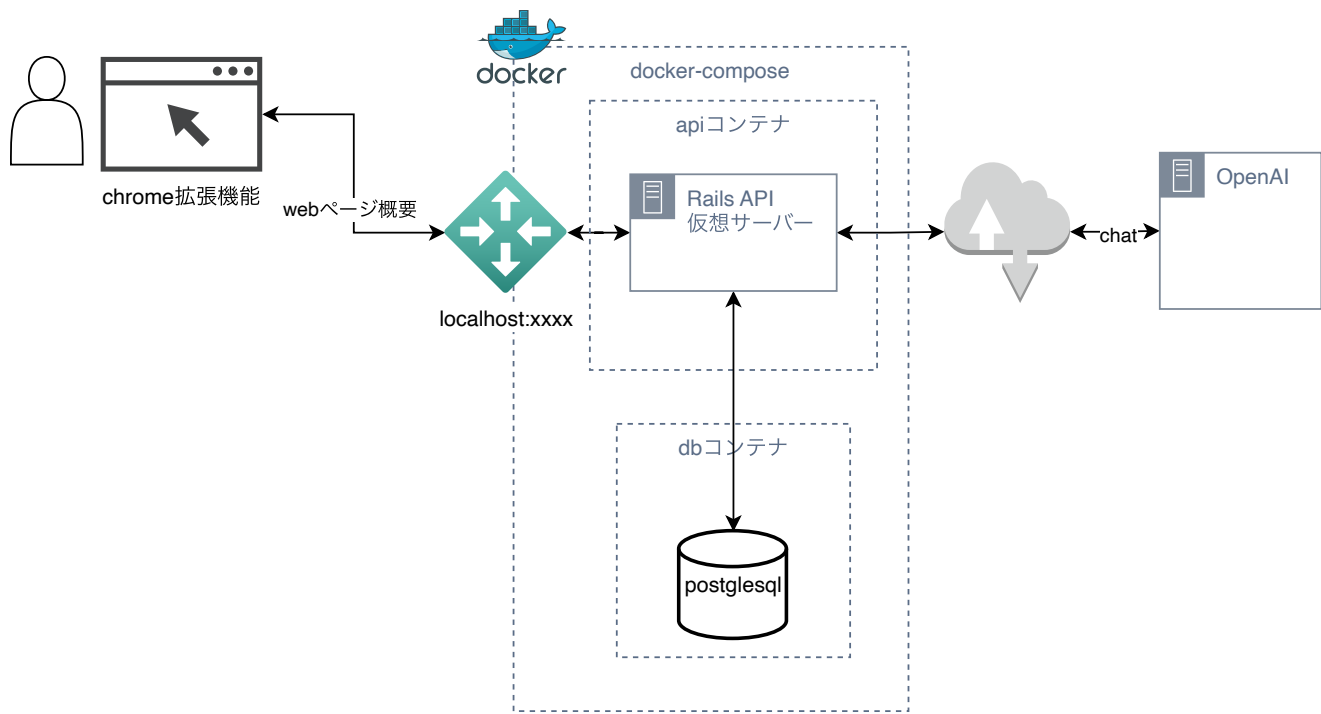 docker
docker-compose
apiコンテナ
chrome拡張機能
webページ概要
Rails API
仮想サーバー
OpenAI
chat
localhost:xxxx
dbコンテナ
postglesql